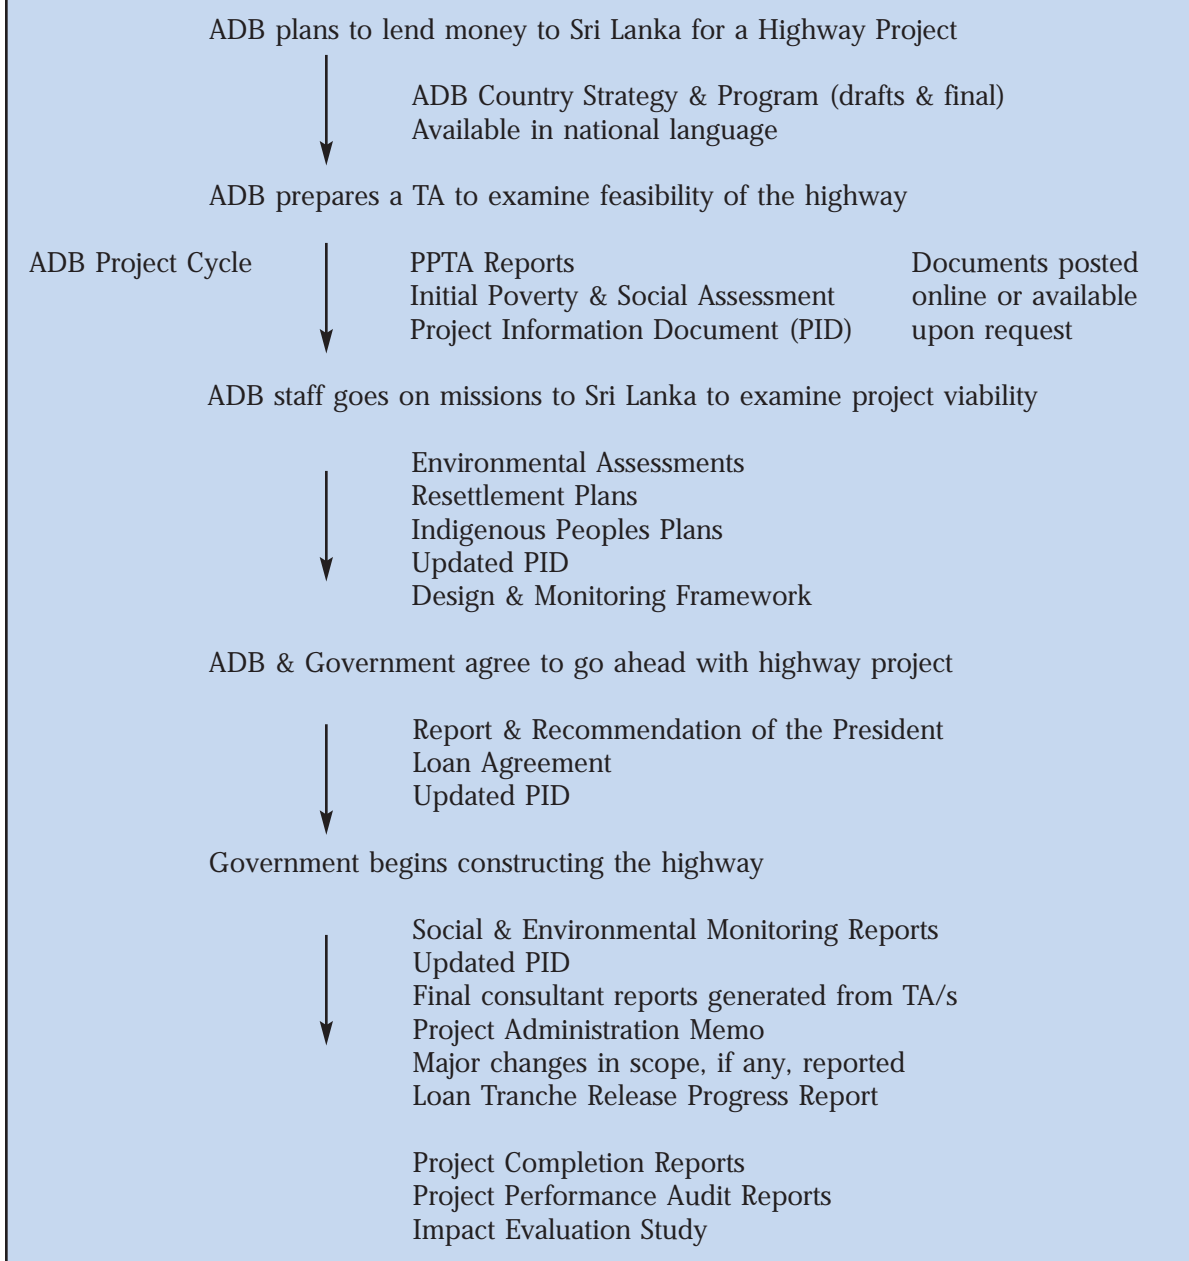 ADB plans to lend money to Sri Lanka for a Highway Project
ADB Country Strategy & Program (drafts & final)
Available in national language
ADB prepares a TA to examine feasibility of the highway
ADB Project Cycle
PPTA Reports
Initial Poverty & Social Assessment
Project Information Document (PID)
Documents posted
online or available
upon request
ADB staff goes on missions to Sri Lanka to examine project viability
Environmental Assessments
Resettlement Plans
Indigenous Peoples Plans
Updated PID
Design & Monitoring Framework
ADB & Government agree to go ahead with highway project
Report & Recommendation of the President
Loan Agreement
Updated PID
Government begins constructing the highway
Social & Environmental Monitoring Reports
Updated PID
Final consultant reports generated from TA/s
Project Administration Memo
Major changes in scope, if any, reported
Loan Tranche Release Progress Report
Project Completion Reports
Project Performance Audit Reports
Impact Evaluation Study